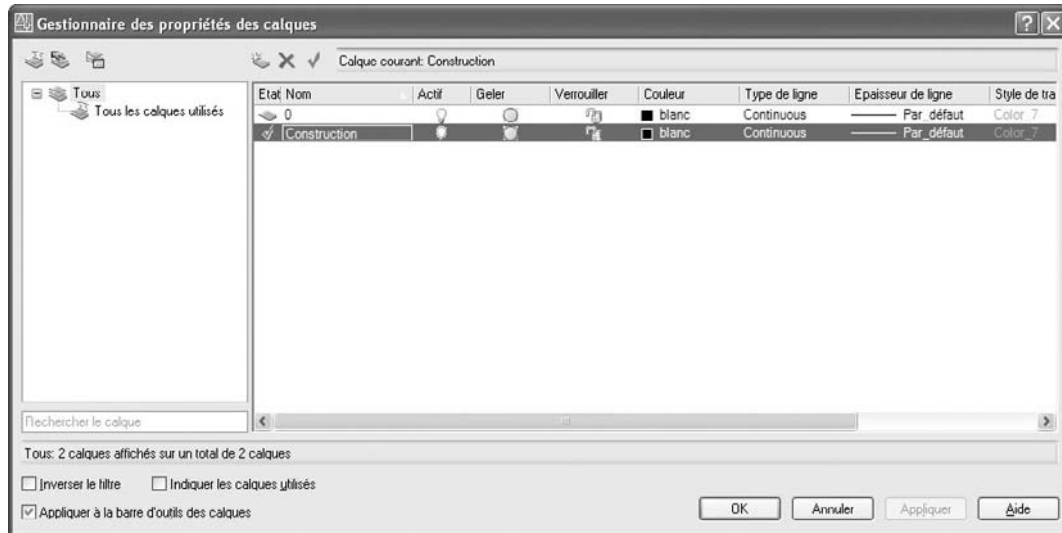 Gestionnaire des propriétés des calques
Calque courant: Construction
Tous
Tous les calques utilisés
Etat Nom Actif Geler Verrouiller Couleur Type de ligne Epaisseur de ligne Style de tra
0 blanc Continuous Par_défaut Color_7
Construction blanc Continuous Par_défaut Color_7
Rechercher le calque
Tous: 2 calques affichés sur un total de 2 calques
Inverser le filtre Indiquer les calques utilisés
Appliquer à la barre d'outils des calques
OK Annuler Appliquer Aide